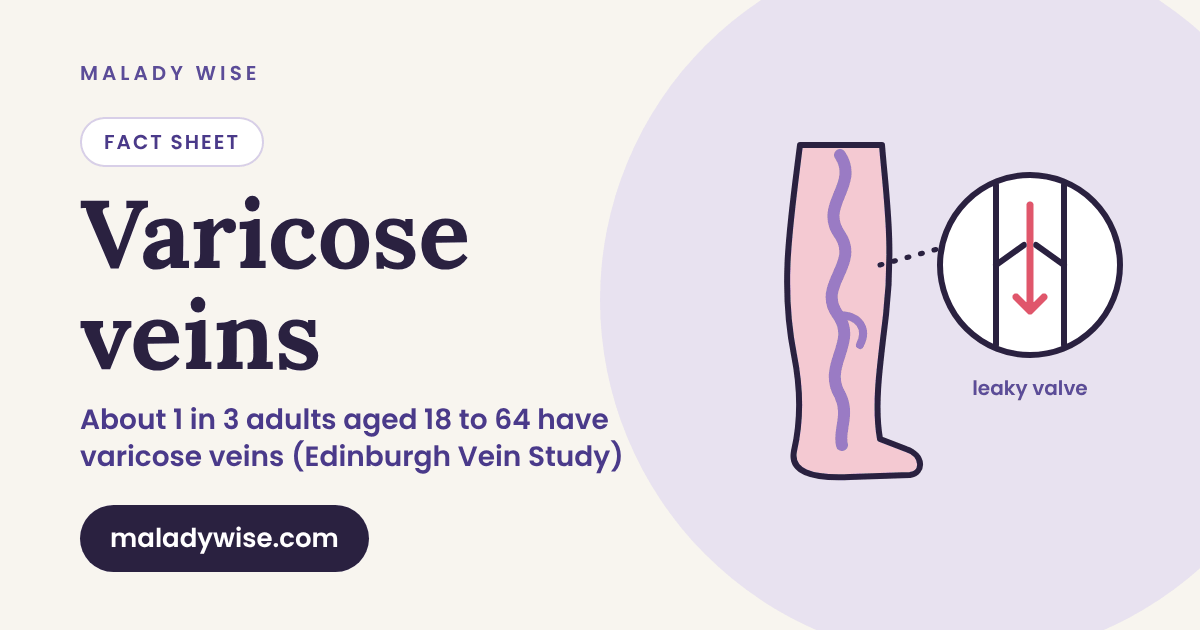 MALADY WISE
FACT SHEET
Varicose
veins
About 1 in 3 adults aged 18 to 64 have
varicose veins (Edinburgh Vein Study)
maladywise.com
leaky valve